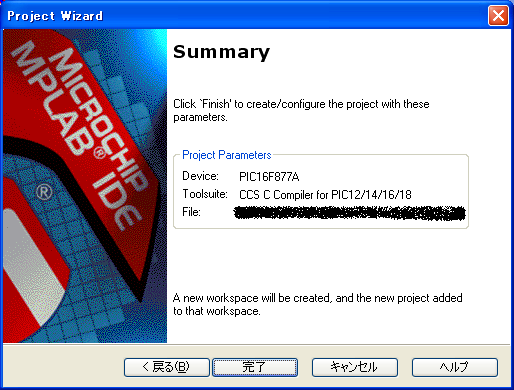 Project Wizard
MICROCHIP
MPLAB® IDE
®
Summary
Click `Finish' to create/configure the project with these
parameters.
Project Parameters
Device: PIC16F877A
Toolsuite: CCS C Compiler for PIC12/14/16/18
File:
A new workspace will be created, and the new project added
to that workspace.
< 戻る(B)
完了
キャンセル
ヘルプ